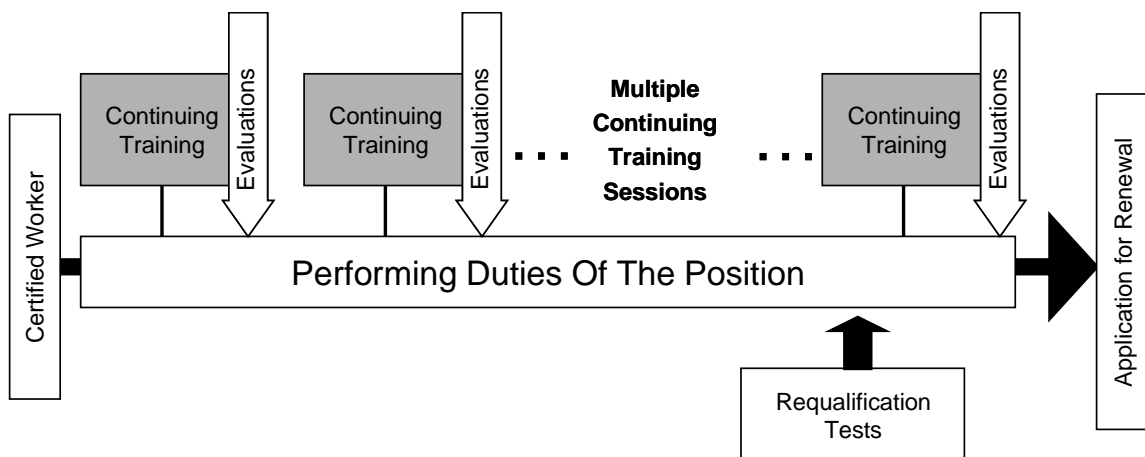 Certified Worker
Continuing
Training
Evaluations
Continuing
Training
Evaluations
Multiple
Continuing
Training
Sessions
Continuing
Training
Evaluations
Performing Duties Of The Position
Requalification
Tests
Application for Renewal